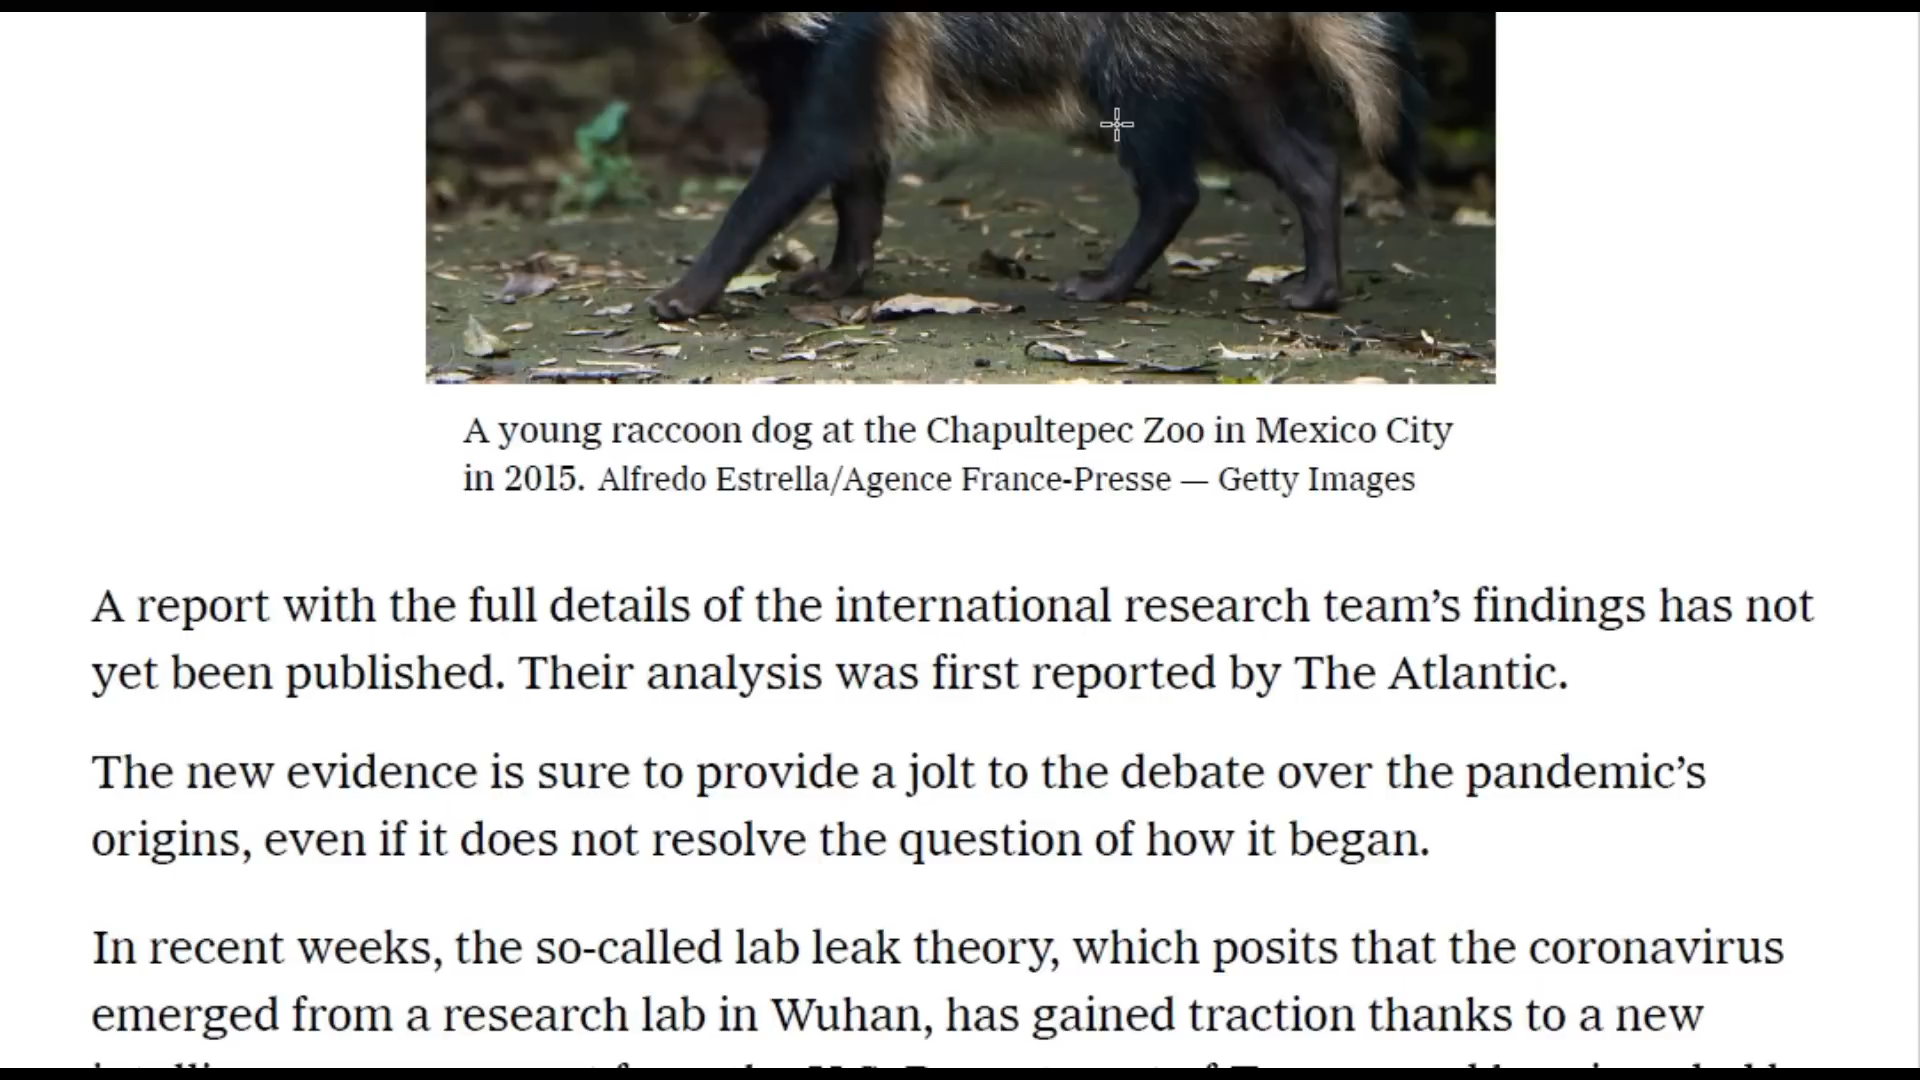 A young raccoon dog at the Chapultepec Zoo in Mexico City
in 2015. Alfredo Estrella/Agence France-Presse — Getty Images
A report with the full details of the international research team’s findings has not
yet been published. Their analysis was first reported by The Atlantic.
The new evidence is sure to provide a jolt to the debate over the pandemic’s
origins, even if it does not resolve the question of how it began.
In recent weeks, the so-called lab leak theory, which posits that the coronavirus
emerged from a research lab in Wuhan, has gained traction thanks to a new